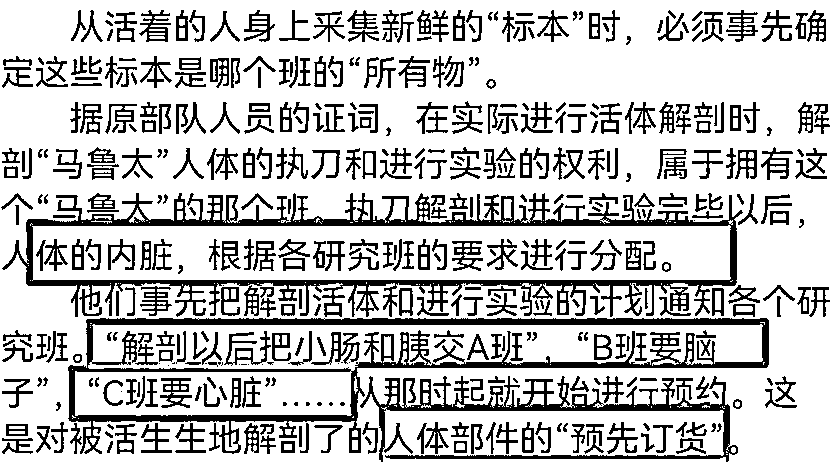 从活着的人身上采集新鲜的“标本”时，必须事先确
定这些标本是哪个班的“所有物”。
据原部队人员的证词，在实际进行活体解剖时，解
剖“马鲁太”人体的执刀和进行实验的权利，属于拥有这
个“马鲁太”的那个班。执刀解剖和进行实验完毕以后，
人体的内脏，根据各研究班的要求进行分配。
他们事先把解剖活体和进行实验的计划通知各个研
究班。“解剖以后把小肠和胰交A班”，“B班要脑
子”，“C班要心脏”……从那时起就开始进行预约。这
是对被活生生地解剖了的人体部件的“预先订货”。